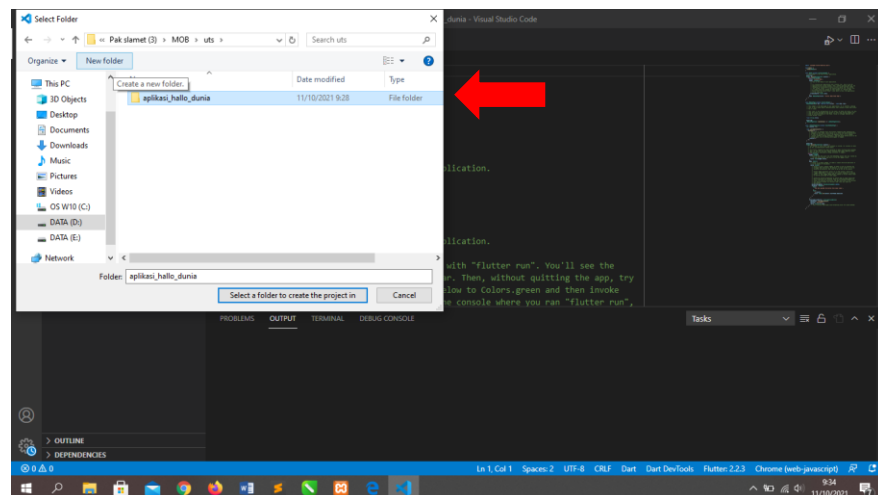 Select Folder
_dunia - Visual Studio Code
« Pak slamet (3) › MOB › uts ›
Search uts
Organize New folder
Date modified Type
Create a new folder.
This PC
aplikasi_hallo_dunia 11/10/2021 9:28 File folder
3D Objects
Desktop
Documents
Downloads
Music
Pictures
Videos
OS W10 (C:)
DATA (D:)
DATA (E:)
Network
Folder: aplikasi_hallo_dunia
Select a folder to create the project in Cancel
plication.
plication.
with "flutter run". You'll see the
Then, without quitting the app, try
to Colors.green and then invoke
console where you ran "flutter run",
PROBLEMS OUTPUT TERMINAL DEBUG CONSOLE Tasks
OUTLINE
DEPENDENCIES
0 0 Ln 1, Col 1 Spaces: 2 UTF-8 CRLF Dart Dart DevTools Flutter: 2.2.3 Chrome (web-javascript)
9:34
11/10/2021